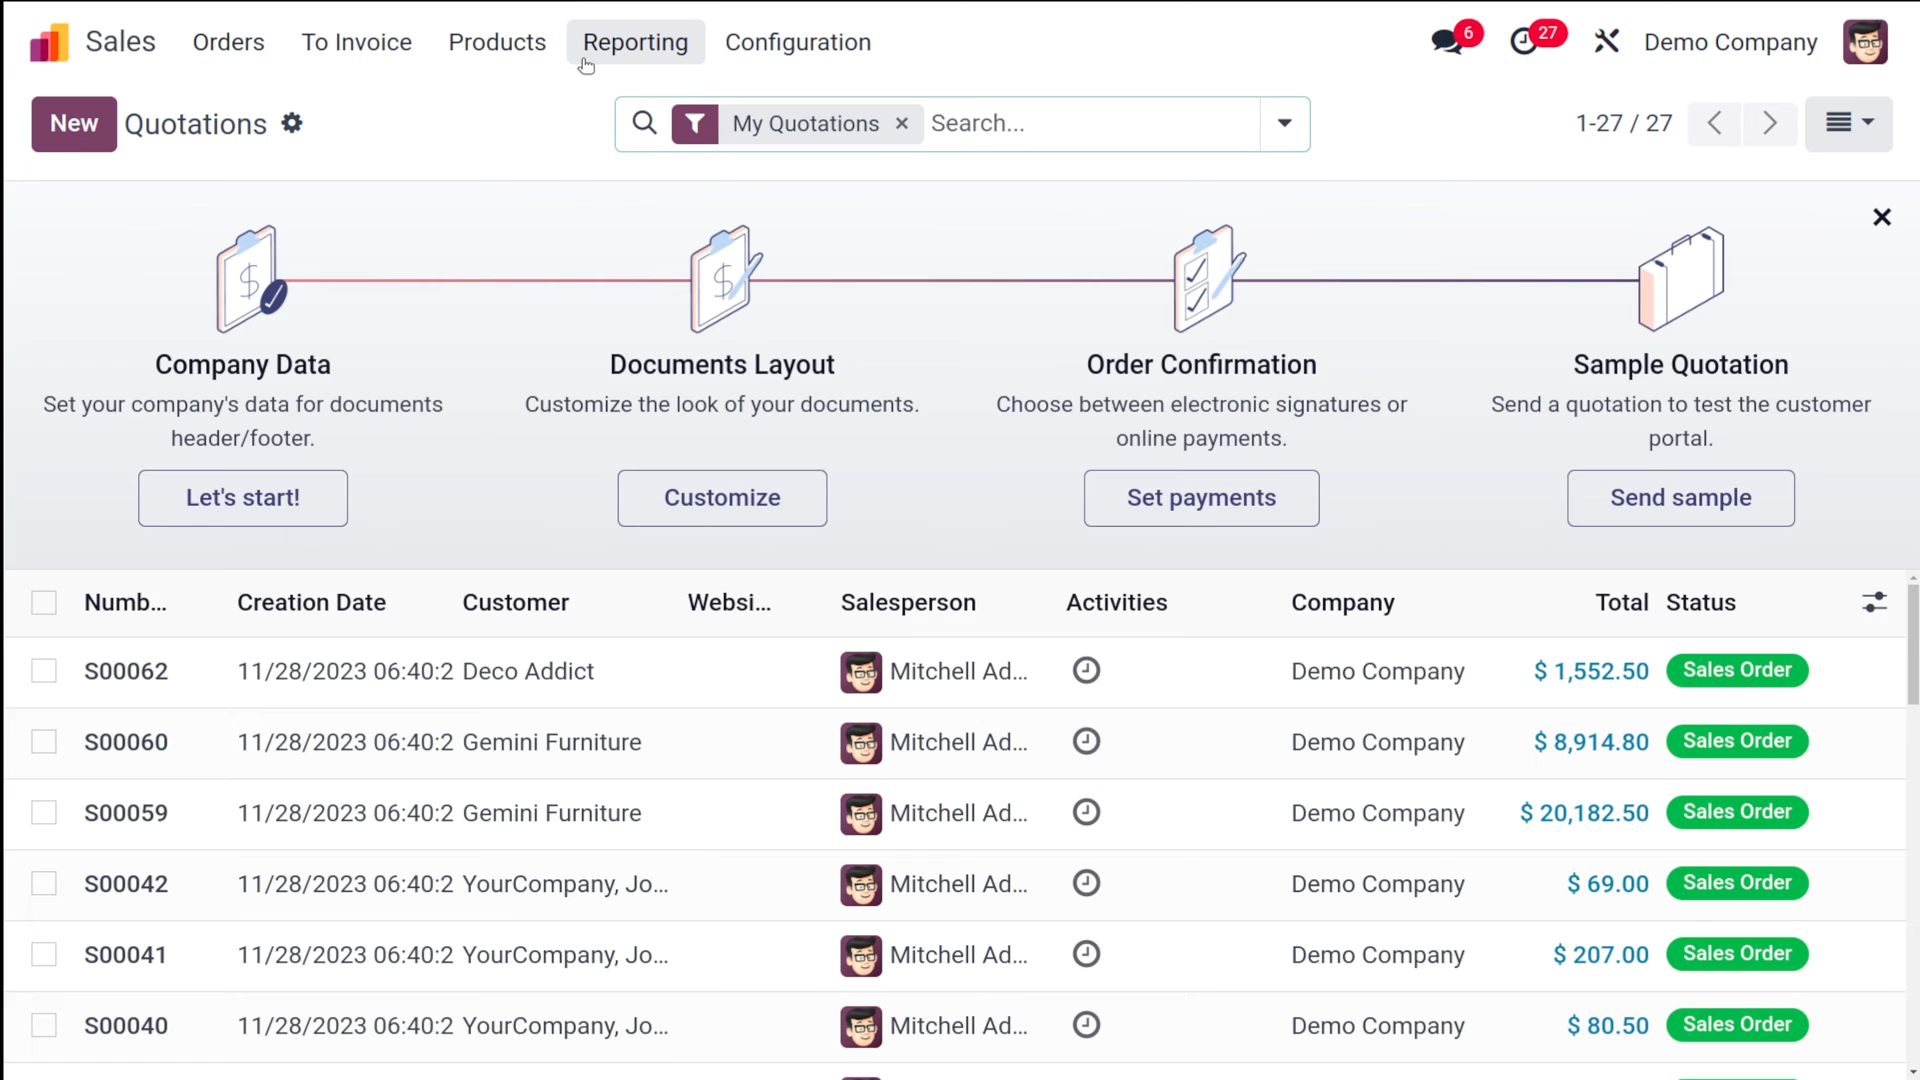 Sales Orders To Invoice Products Reporting Configuration 6 27 Demo Company
New Quotations My Quotations × Search... 1-27 / 27
Company Data
Set your company's data for documents
header/footer.
Let's start!
Documents Layout
Customize the look of your documents.
Customize
Order Confirmation
Choose between electronic signatures or
online payments.
Set payments
Sample Quotation
Send a quotation to test the customer
portal.
Send sample
Numb... Creation Date Customer Websi... Salesperson Activities Company Total Status
S00062 11/28/2023 06:40:2 Deco Addict Mitchell Ad... Demo Company $ 1,552.50 Sales Order
S00060 11/28/2023 06:40:2 Gemini Furniture Mitchell Ad... Demo Company $ 8,914.80 Sales Order
S00059 11/28/2023 06:40:2 Gemini Furniture Mitchell Ad... Demo Company $ 20,182.50 Sales Order
S00042 11/28/2023 06:40:2 YourCompany, Jo... Mitchell Ad... Demo Company $ 69.00 Sales Order
S00041 11/28/2023 06:40:2 YourCompany, Jo... Mitchell Ad... Demo Company $ 207.00 Sales Order
S00040 11/28/2023 06:40:2 YourCompany, Jo... Mitchell Ad... Demo Company $ 80.50 Sales Order